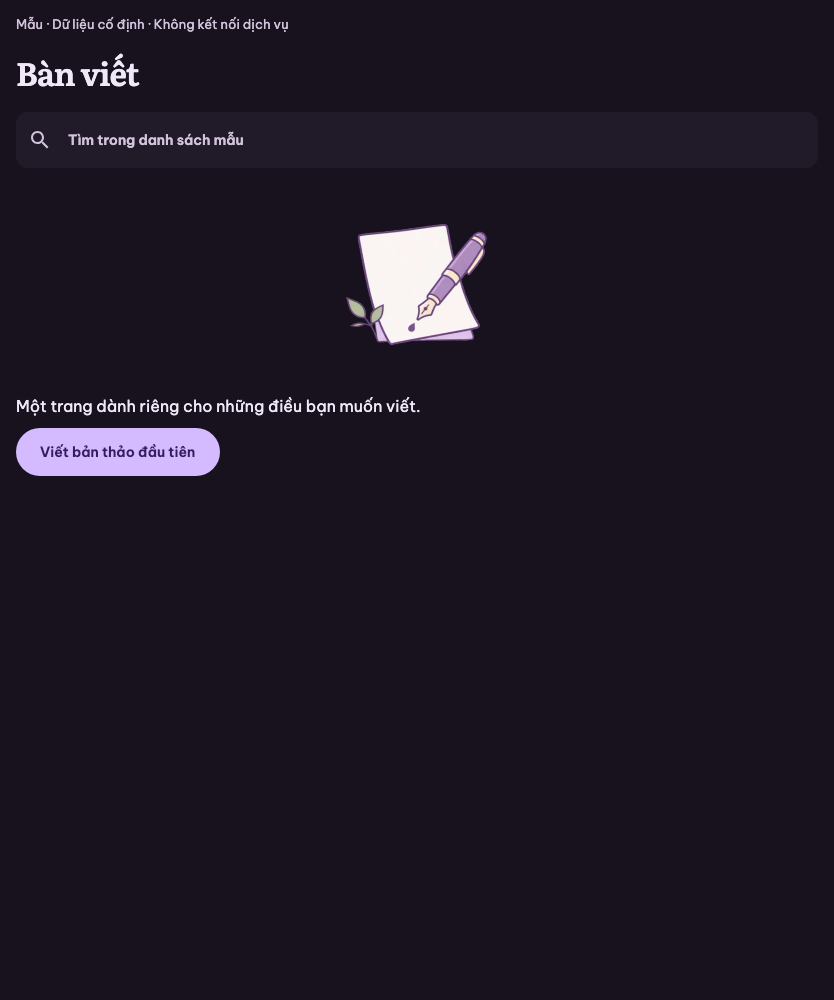 Mẫu · Dữ liệu cố định · Không kết nối dịch vụ
Bàn viết
Tìm trong danh sách mẫu
Một trang dành riêng cho những điều bạn muốn viết.
Viết bản thảo đầu tiên